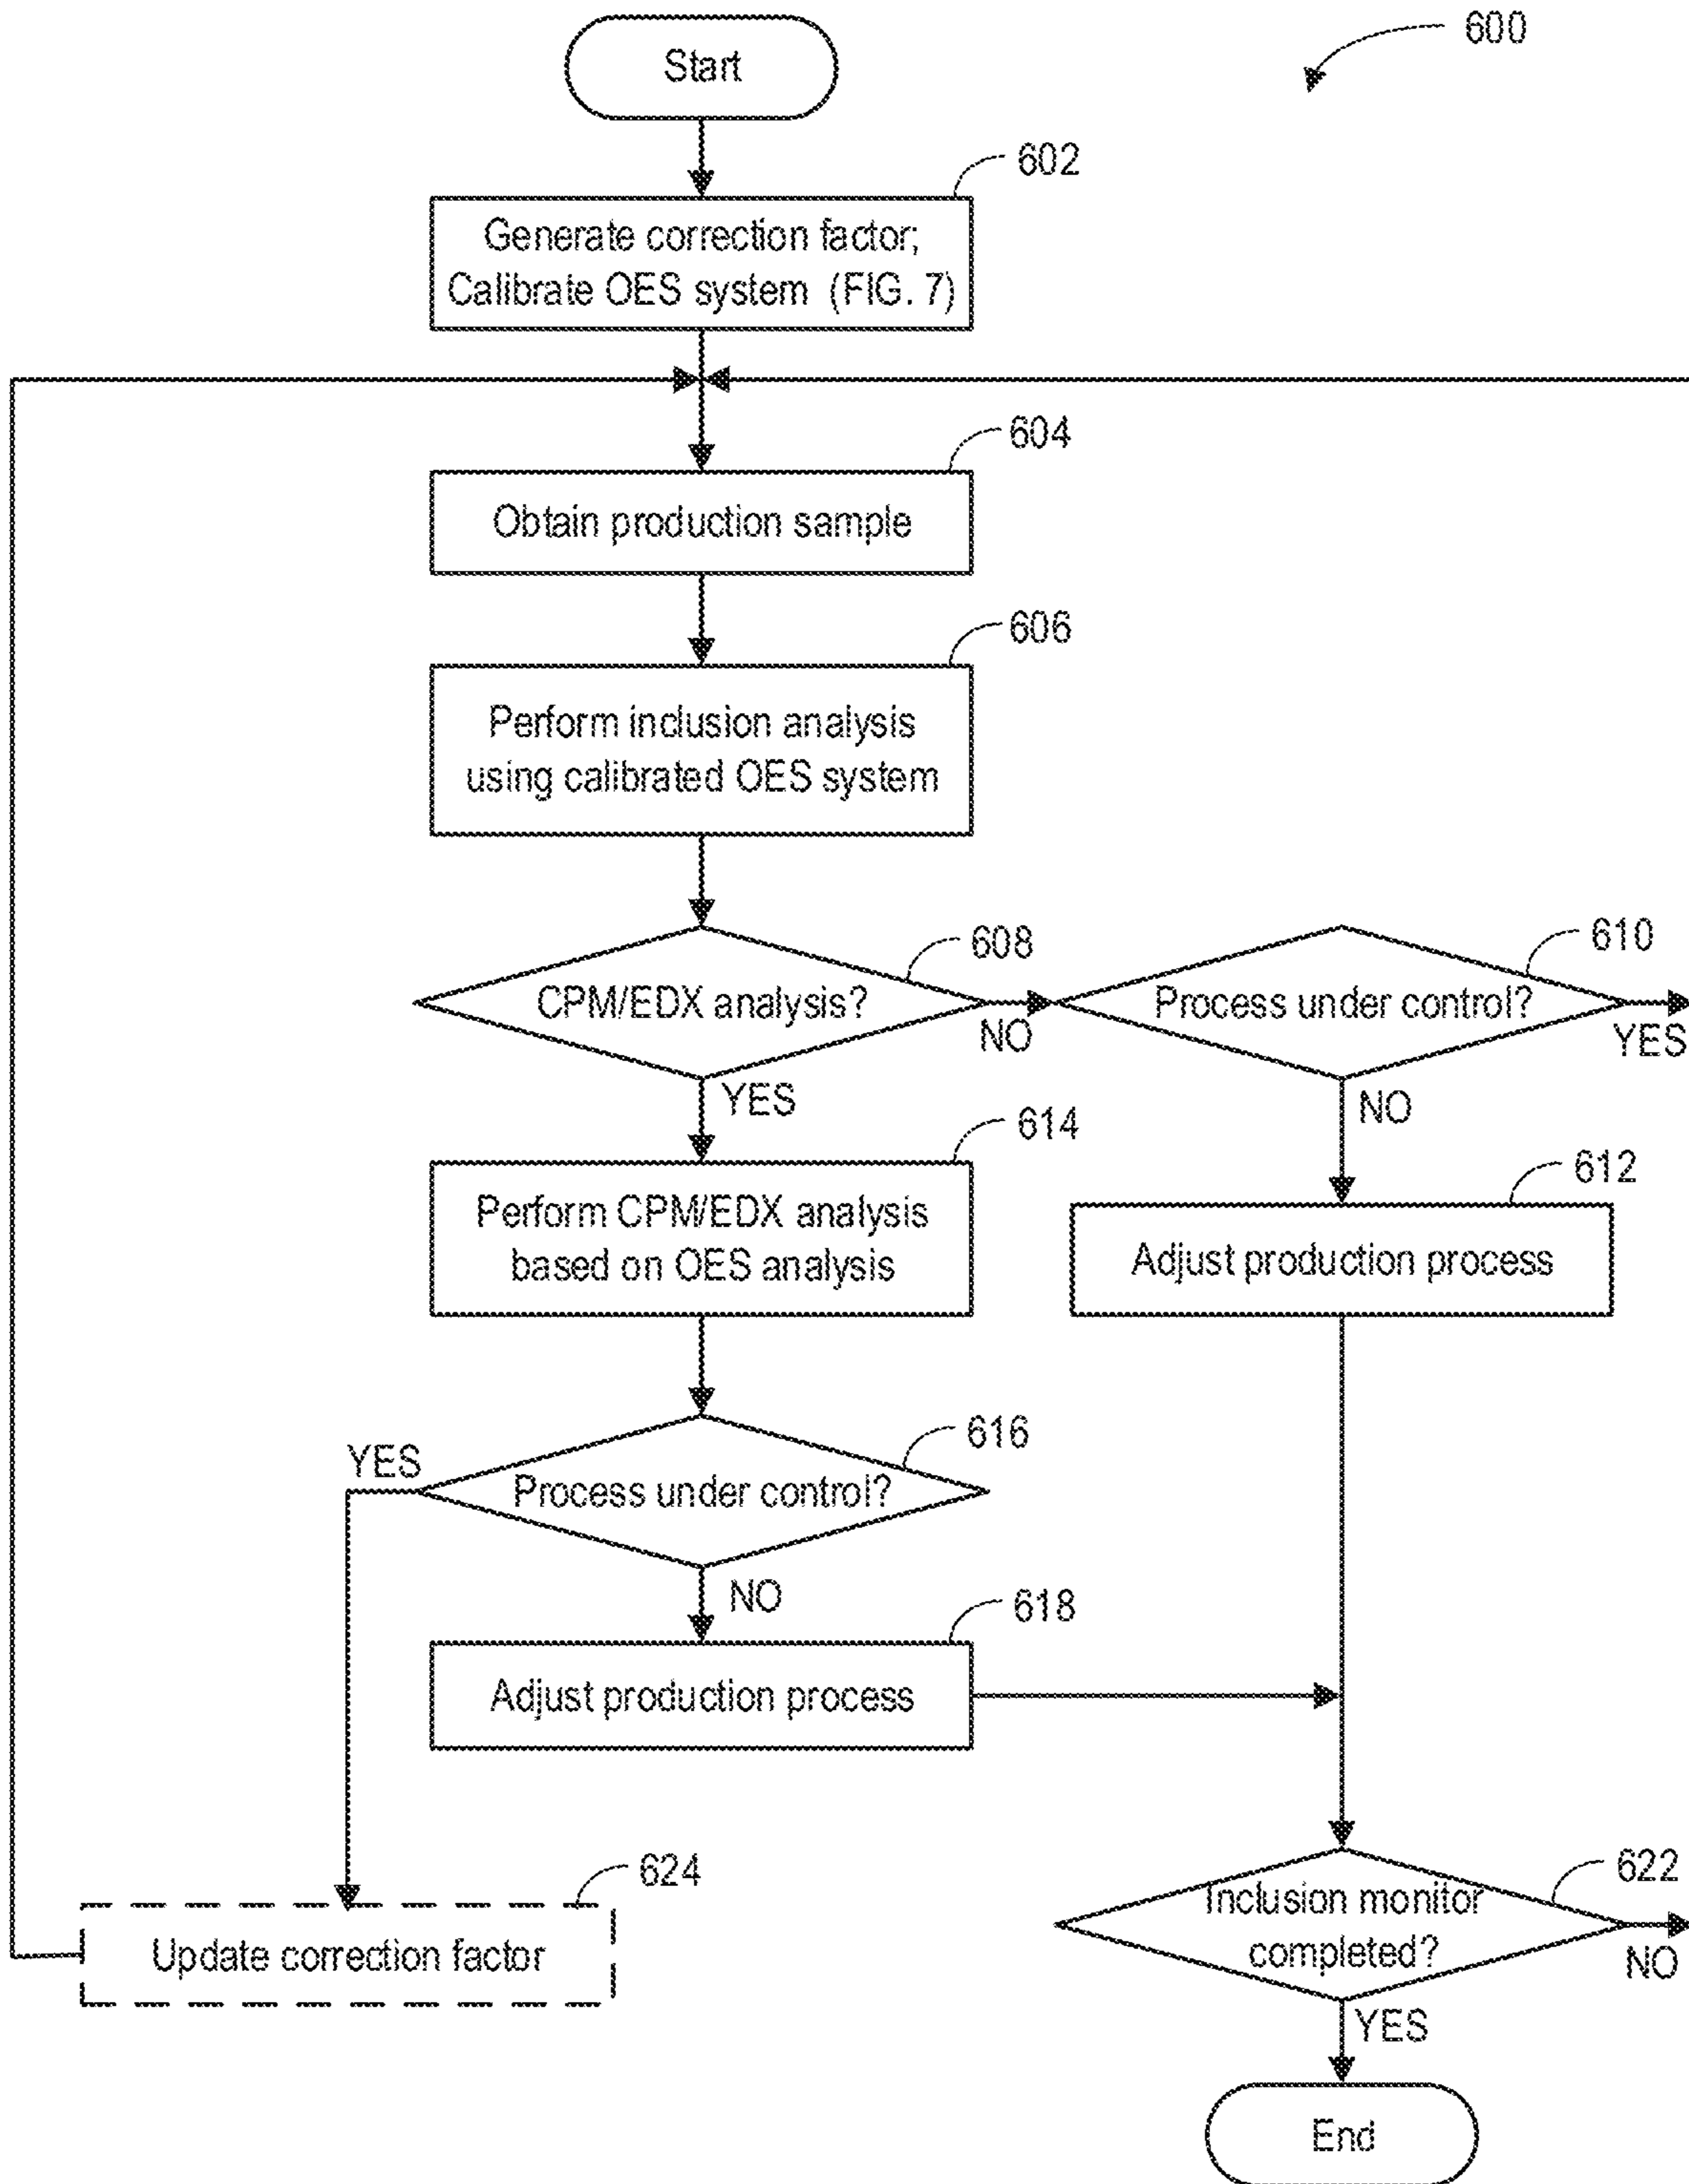 600
Start
602
Generate correction factor;
Calibrate OES system (FIG. 7)
604
Obtain production sample
606
Perform inclusion analysis
using calibrated OES system
608
CPM/EDX analysis?
NO
610
Process under control?
YES
YES
NO
614
Perform CPM/EDX analysis
based on OES analysis
612
Adjust production process
616
YES
Process under control?
NO
618
Adjust production process
624
Update correction factor
622
Inclusion monitor
completed?
NO
YES
End